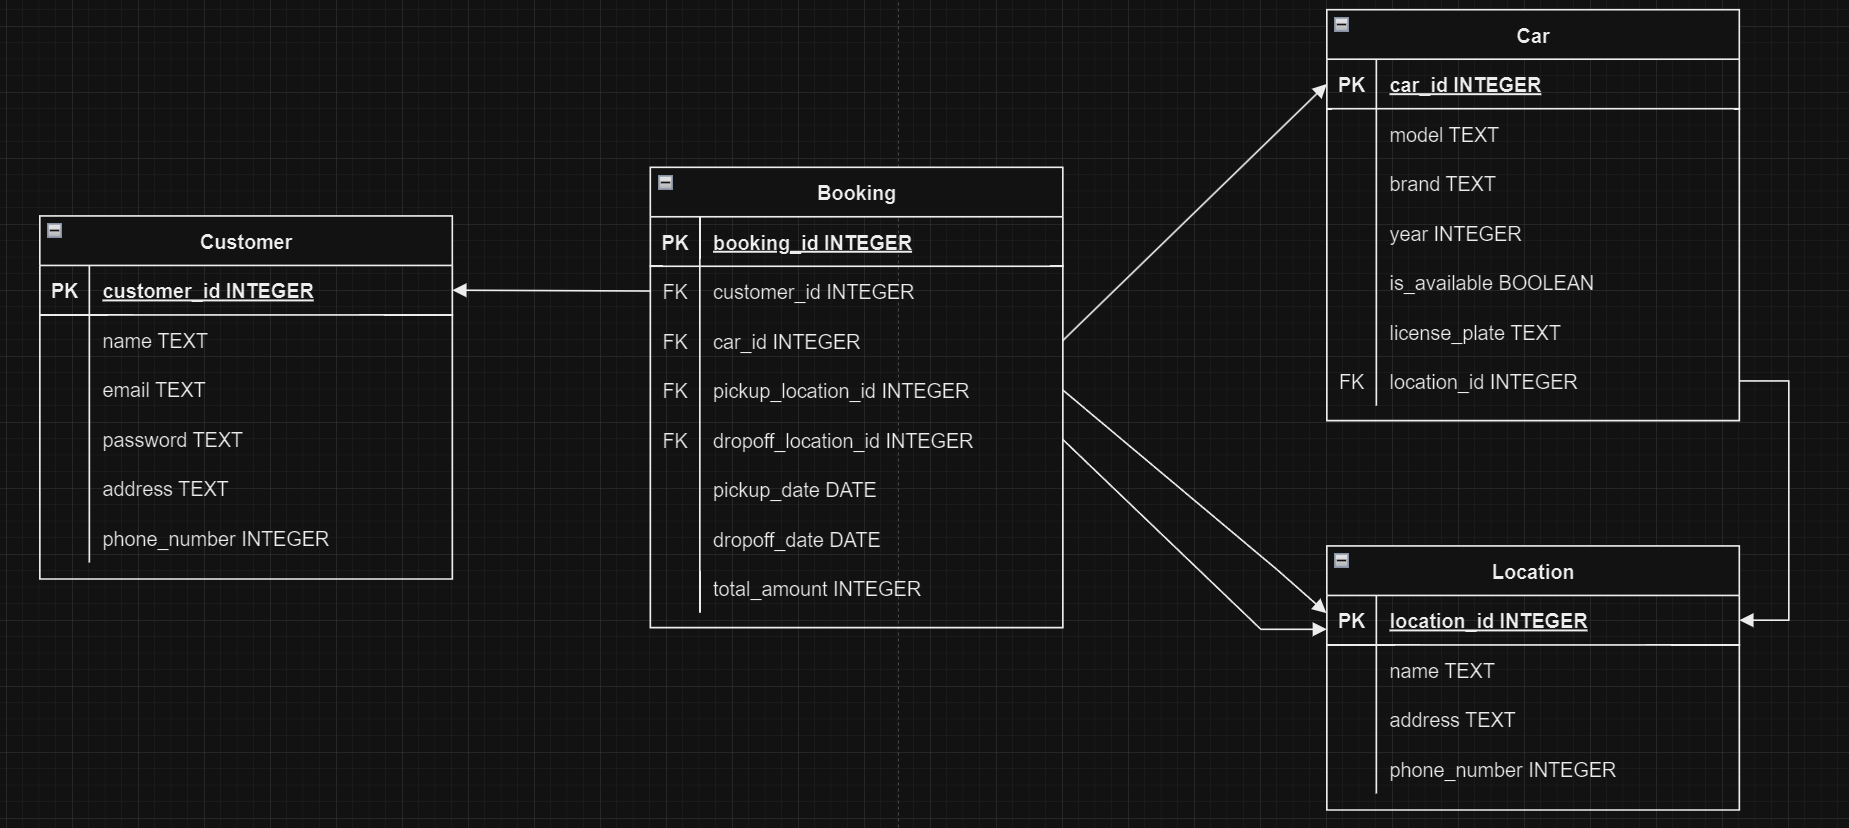 Customer
PK customer_id INTEGER
name TEXT
email TEXT
password TEXT
address TEXT
phone_number INTEGER
Booking
PK booking_id INTEGER
FK customer_id INTEGER
FK car_id INTEGER
FK pickup_location_id INTEGER
FK dropoff_location_id INTEGER
pickup_date DATE
dropoff_date DATE
total_amount INTEGER
Car
PK car_id INTEGER
model TEXT
brand TEXT
year INTEGER
is_available BOOLEAN
license_plate TEXT
FK location_id INTEGER
Location
PK location_id INTEGER
name TEXT
address TEXT
phone_number INTEGER